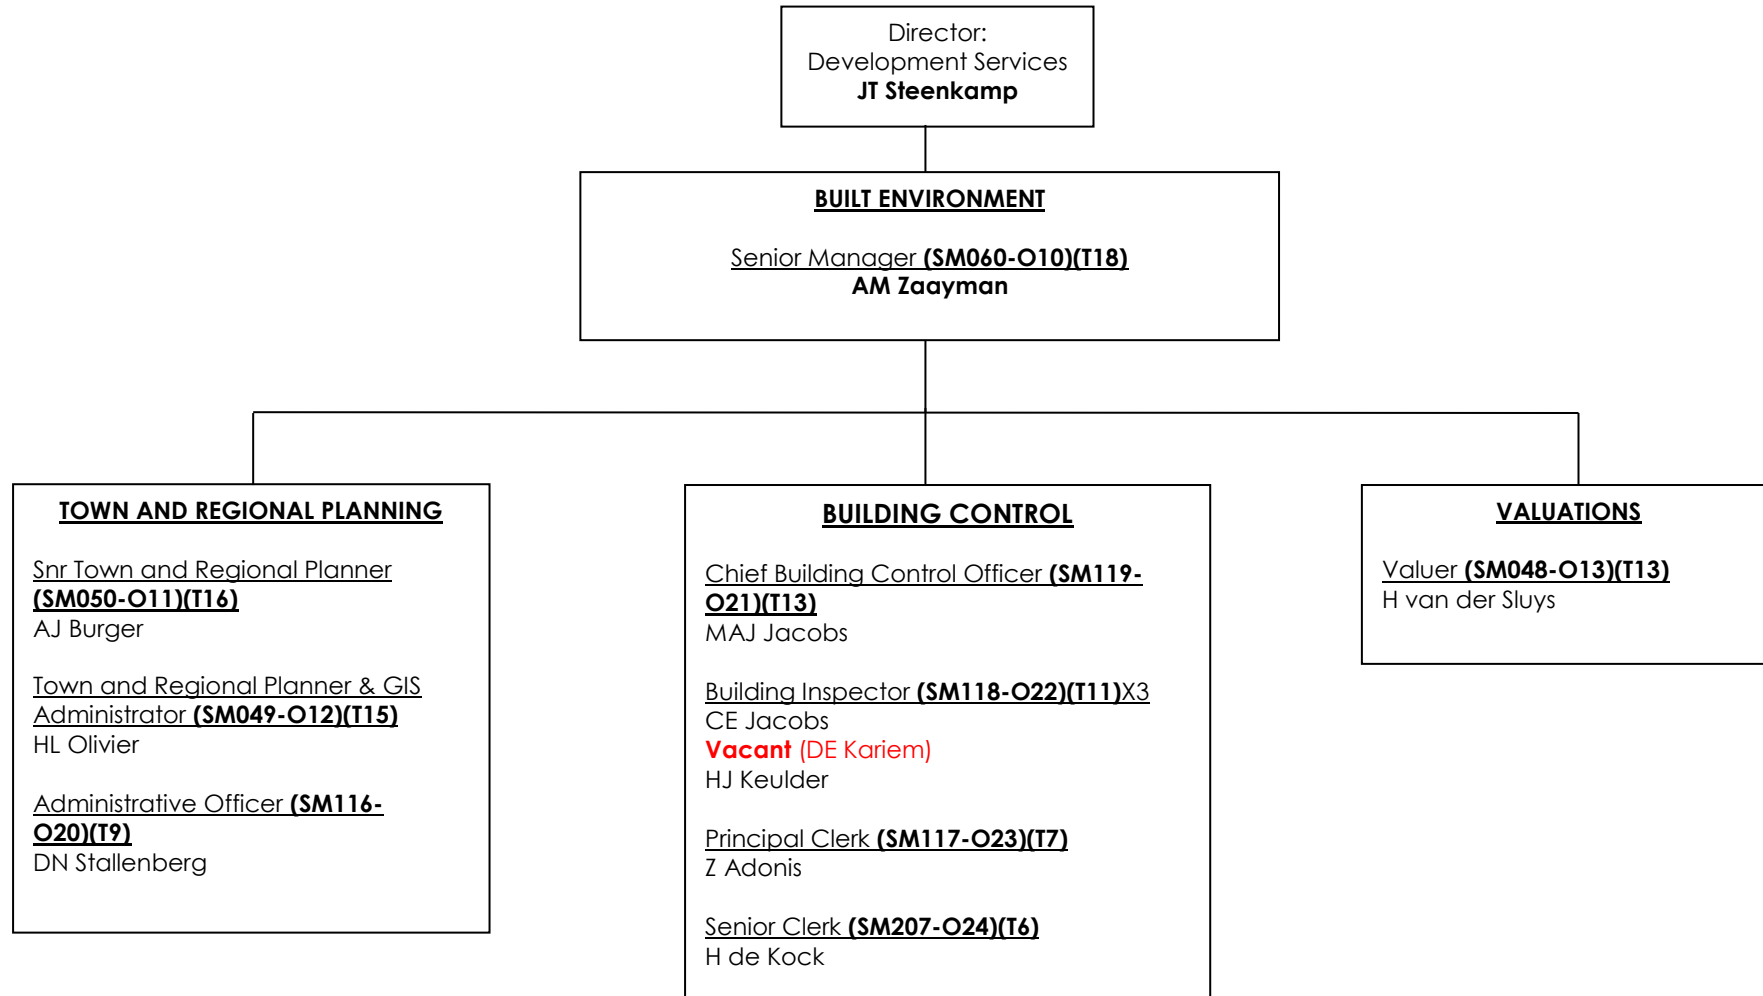 Director:
Development Services
JT Steenkamp
BUILT ENVIRONMENT
Senior Manager (SM060-O10)(T18)
AM Zaayman
TOWN AND REGIONAL PLANNING
Snr Town and Regional Planner
(SM050-O11)(T16)
AJ Burger
Town and Regional Planner & GIS
Administrator (SM049-O12)(T15)
HL Olivier
Administrative Officer (SM116-
O20)(T9)
DN Stallenberg
BUILDING CONTROL
Chief Building Control Officer (SM119-
O21)(T13)
MAJ Jacobs
Building Inspector (SM118-O22)(T11)X3
CE Jacobs
Vacant (DE Kariem)
HJ Keulder
Principal Clerk (SM117-O23)(T7)
Z Adonis
Senior Clerk (SM207-O24)(T6)
H de Kock
VALUATIONS
Valuer (SM048-O13)(T13)
H van der Sluys